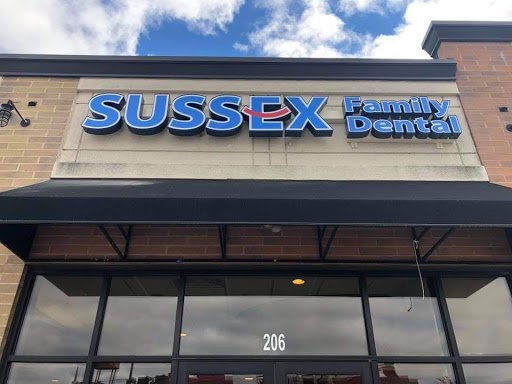 SUSSEX
Family
Dental
206